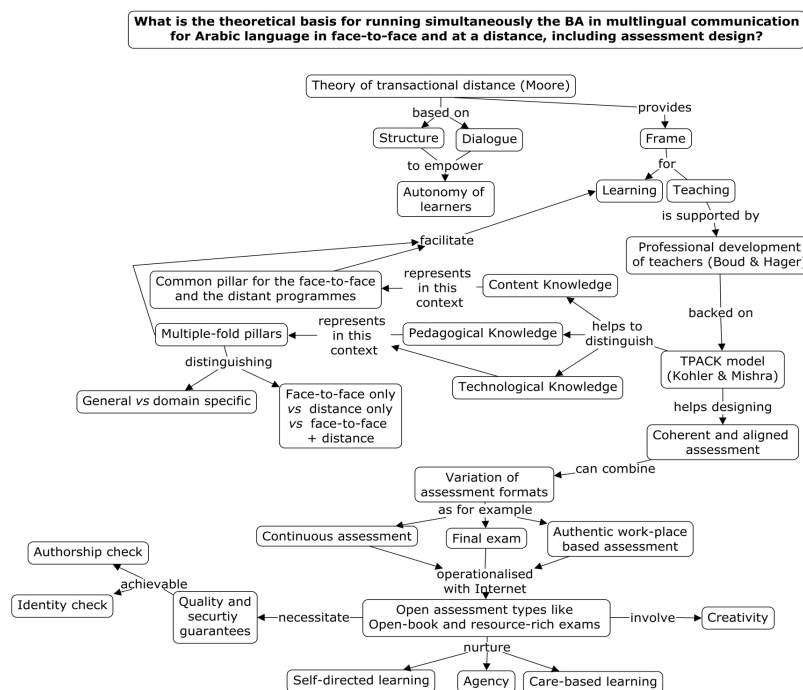 What is the theoretical basis for running simultaneously the BA in multlingual communication
for Arabic language in face-to-face and at a distance, including assessment design?
Theory of transactional distance (Moore)
based on
provides
Structure
Dialogue
Frame
to empower
for
Autonomy of
learners
Learning
Teaching
is supported by
facilitate
Professional development
of teachers (Boud & Hager)
Common pillar for the face-to-face
and the distant programmes
represents
in this
context
Content Knowledge
backed on
Multiple-fold pillars
represents
in this
context
Pedagogical Knowledge
helps to
distinguish
TPACK model
(Kohler & Mishra)
distinguishing
Technological Knowledge
General vs domain specific
Face-to-face only
vs distance only
vs face-to-face
+ distance
helps designing
Coherent and aligned
assessment
can combine
Variation of
assessment formats
as for example
Continuous assessment
Final exam
Authentic work-place
based assessment
operationalised
with Internet
Authorship check
achievable
Identity check
Quality and
securtiy
guarantees
necessitate
Open assessment types like
Open-book and resource-rich exams
involve
Creativity
nurture
Self-directed learning
Agency
Care-based learning